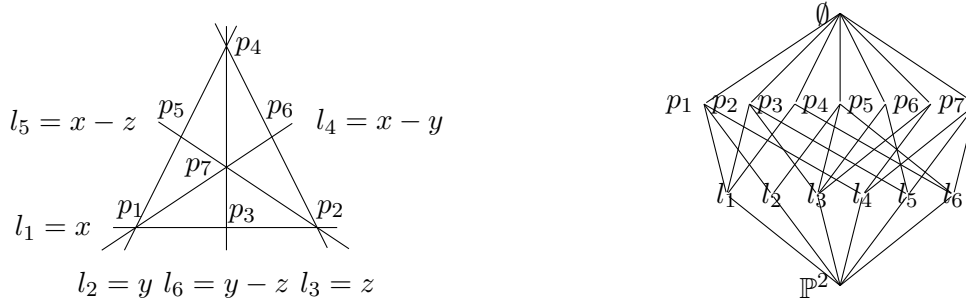 p₄
p₅ p₆
l₅ = x − z l₄ = x − y
p₇
p₁ p₃ p₂
l₁ = x
l₂ = y l₆ = y − z l₃ = z
∅
p₁ p₂ p₃ p₄ p₅ p₆ p₇
l₁ l₂ l₃ l₄ l₅ l₆
ℙ²